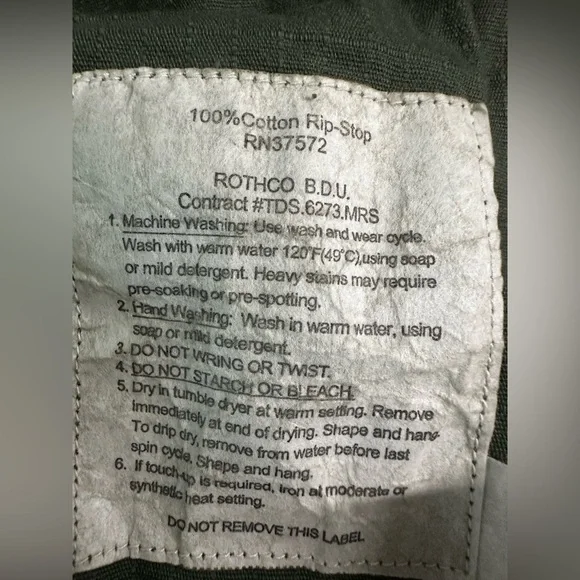 100%Cotton Rip-Stop
RN37572
ROTHCO B.D.U.
Contract #TDS.6273.MRS
1. Machine Washing: Use wash and wear cycle.
Wash with warm water 120°F(49°C),using soap
or mild detergent. Heavy stains may require
pre-soaking or pre-spotting.
2. Hand Washing: Wash in warm water, using
soap or mild detergent.
3. DO NOT WRING OR TWIST.
4. DO NOT STARCH OR BLEACH.
5. Dry in tumble dryer at warm setting. Remove
immediately at end of drying. Shape and hang.
To drip dry, remove from water before last
spin cycle. Shape and hang.
6. If touch-up is required, iron at moderate or
synthetic heat setting.
DO NOT REMOVE THIS LABEL